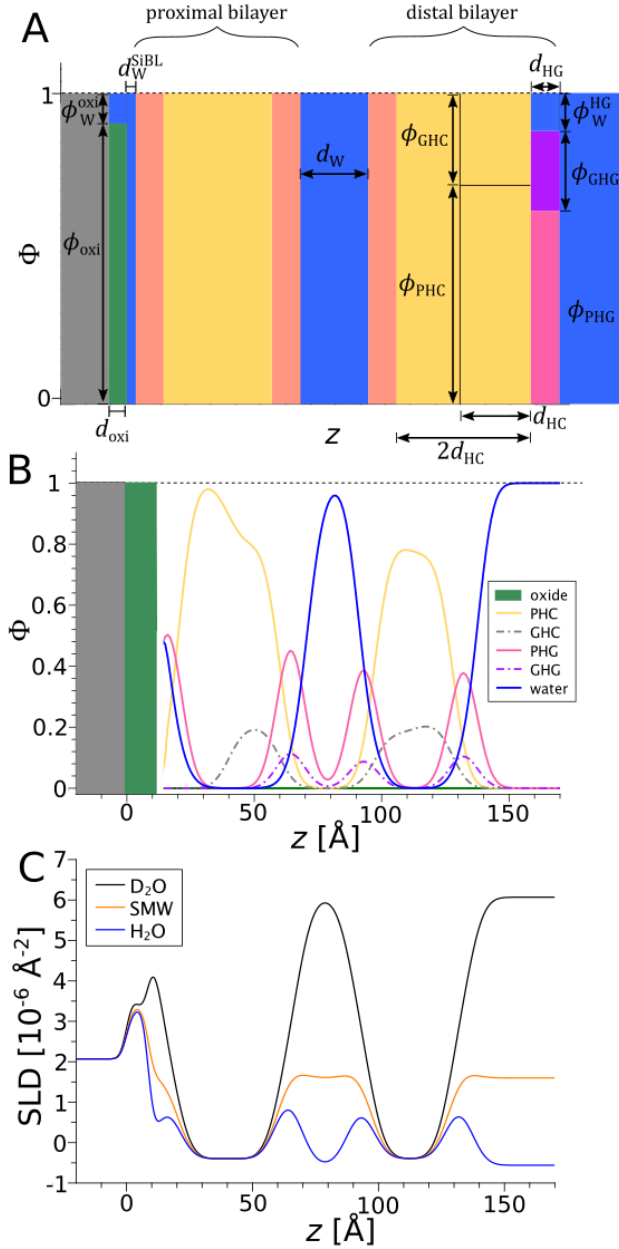 proximal bilayer
distal bilayer
A
d_W^SiBL
d_HG
1
ϕ_W^oxi
ϕ_GHC
ϕ_W^HG
d_W
ϕ_GHG
ϕ_oxi
Φ
ϕ_PHC
ϕ_PHG
0
d_oxi
z
d_HC
2d_HC
B
1
0.8
0.6
0.4
0.2
0
Φ
oxide
PHC
GHC
PHG
GHG
water
0
50
100
150
z [Å]
C
7
6
5
4
3
2
1
0
-1
SLD [10⁻⁶ Å⁻²]
D₂O
SMW
H₂O
0
50
100
150
z [Å]